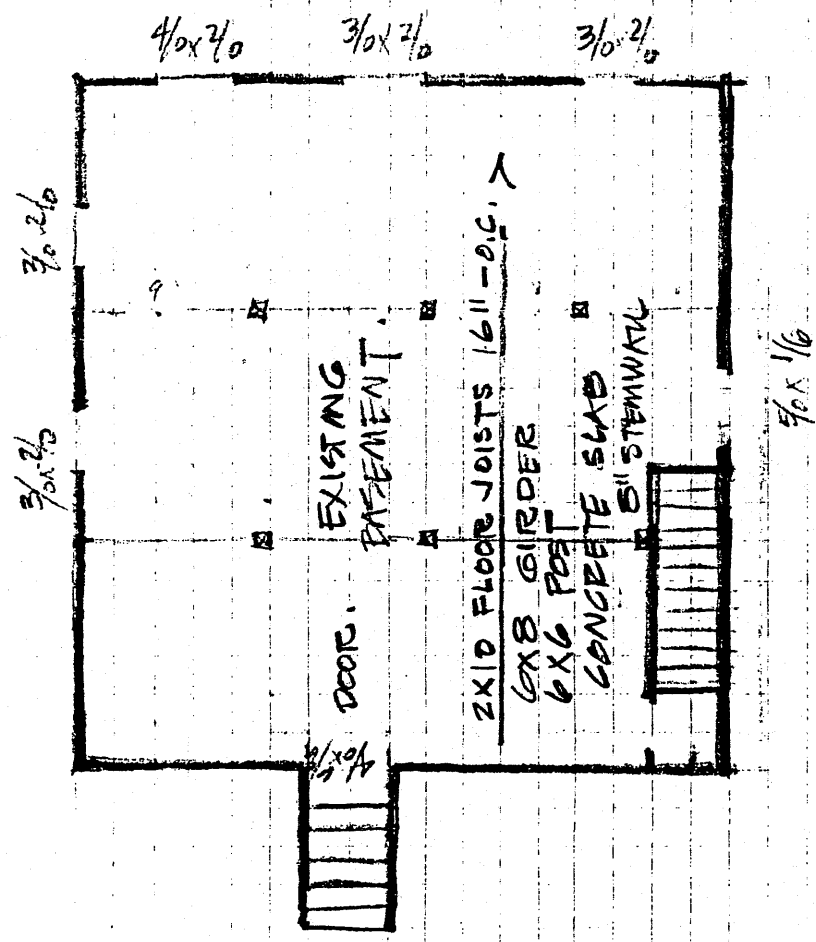 4/0x2/0
3/0x2/0
3/0x2/0
3/0x2/0
3/0x2/0
5/0x1/6
9
EXISTING
BASEMENT.
DOOR.
2X10 FLOOR JOISTS 16"-O.C.
6X8 GIRDER
6X6 POST
CONCRETE SLAB
8" STEMWALL